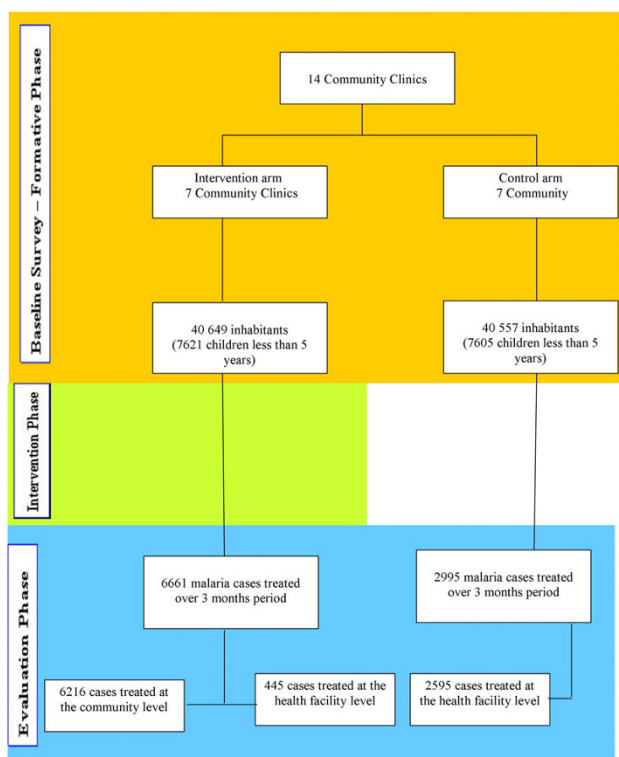 Baseline Survey – Formative Phase
14 Community Clinics
Intervention arm
7 Community Clinics
Control arm
7 Community
40 649 inhabitants
(7621 children less than 5
years)
40 557 inhabitants
(7605 children less than 5
years)
Intervention Phase
Evaluation Phase
6661 malaria cases treated
over 3 months period
2995 malaria cases treated
over 3 months period
6216 cases treated at
the community level
445 cases treated at the
health facility level
2595 cases treated at
the health facility level